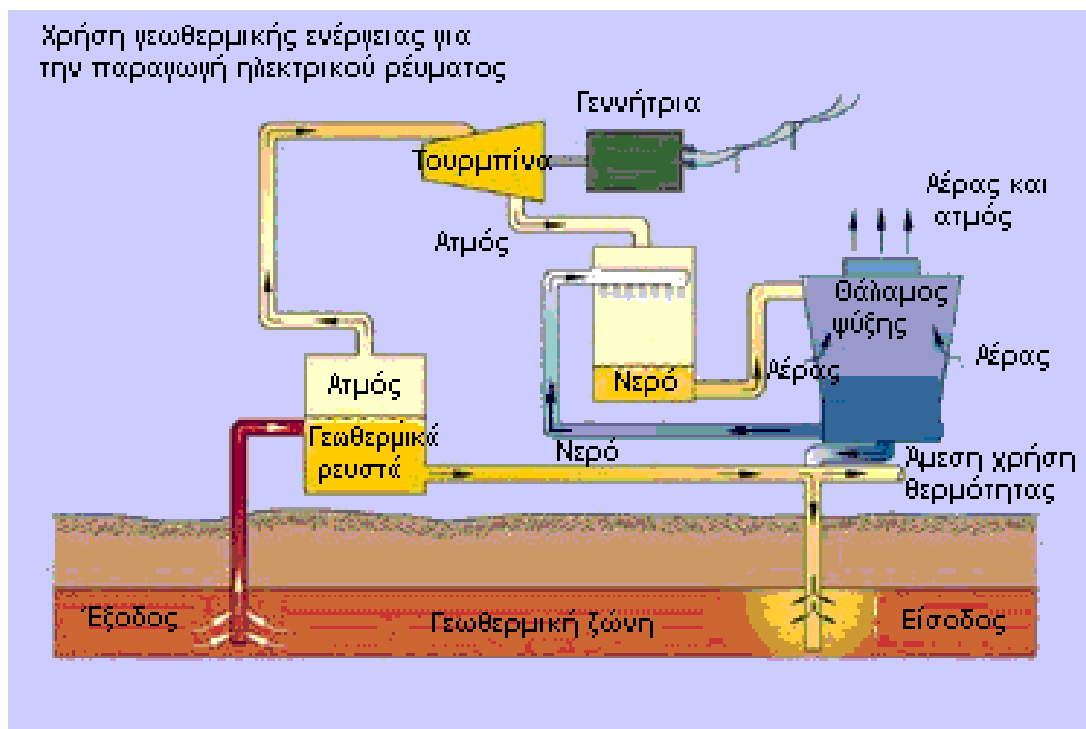 Χρήση γεωθερμικής ενέργειας για
την παραγωγή ηλεκτρικού ρέυματος
Γεννήτρια
Τουρμπίνα
Αέρας και
ατμός
Ατμός
Θάλαμος
ψύξης
Αέρας
Αέρας
Ατμός
Νερό
Γεωθερμικά
ρευστά
Νερό
Άμεση χρήση
θερμότητας
Έξοδος
Γεωθερμική ζώνη
Είσοδος